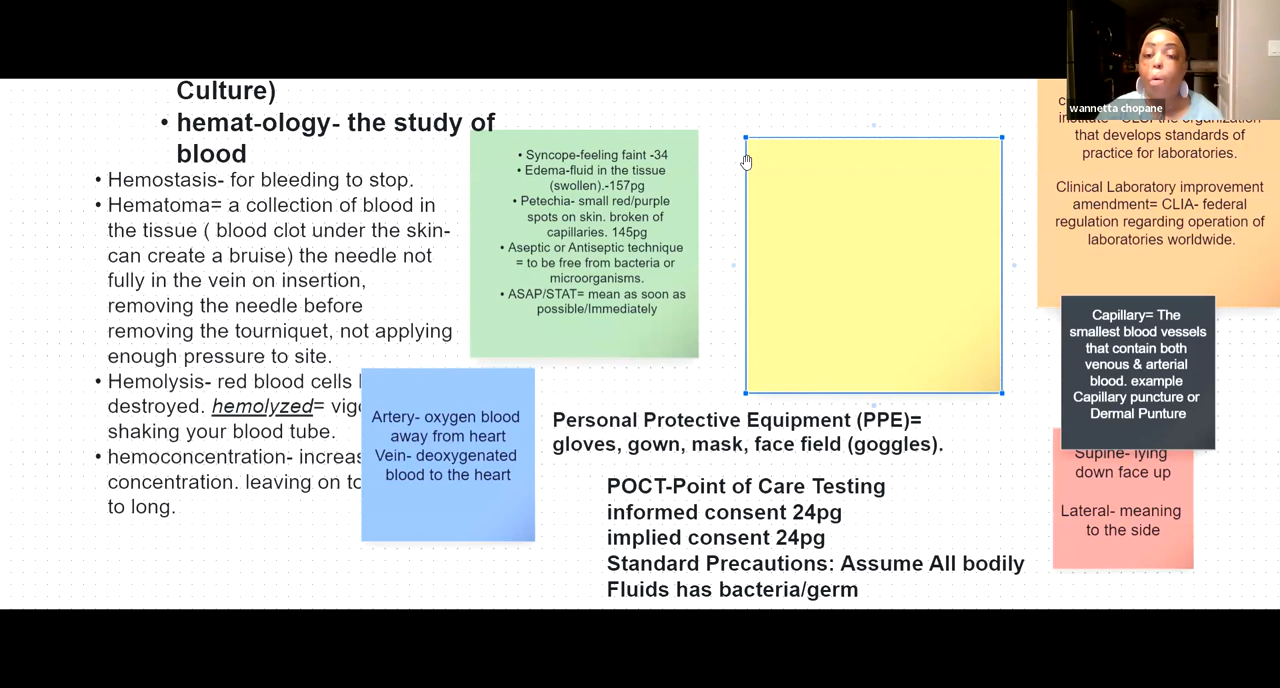 Culture)
• hemat-ology- the study of
blood
• Hemostasis- for bleeding to stop.
• Hematoma= a collection of blood in
the tissue ( blood clot under the skin-
can create a bruise) the needle not
fully in the vein on insertion,
removing the needle before
removing the tourniquet, not applying
enough pressure to site.
• Hemolysis- red blood cells
destroyed. hemolyzed=
shaking your blood tube.
• hemoconcentration-
concentration. leaving on
to long.
• Syncope-feeling faint -34
• Edema-fluid in the tissue
(swollen).-157pg
• Petechia- small red/purple
spots on skin. broken of
capillaries. 145pg
• Aseptic or Antiseptic technique
= to be free from bacteria or
microorganisms.
• ASAP/STAT= mean as soon as
possible/Immediately
Artery- oxygen blood
away from heart
Vein- deoxygenated
blood to the heart
Personal Protective Equipment (PPE)=
gloves, gown, mask, face field (goggles).
POCT-Point of Care Testing
informed consent 24pg
implied consent 24pg
Standard Precautions: Assume All bodily
Fluids has bacteria/germ
wannetta chopane
that develops standards of
practice for laboratories.
Clinical Laboratory improvement
amendment= CLIA- federal
regulation regarding operation of
laboratories worldwide.
Capillary= The
smallest blood vessels
that contain both
venous & arterial
blood. example
Capillary puncture or
Dermal Punture
Supine- lying
down face up
Lateral- meaning
to the side